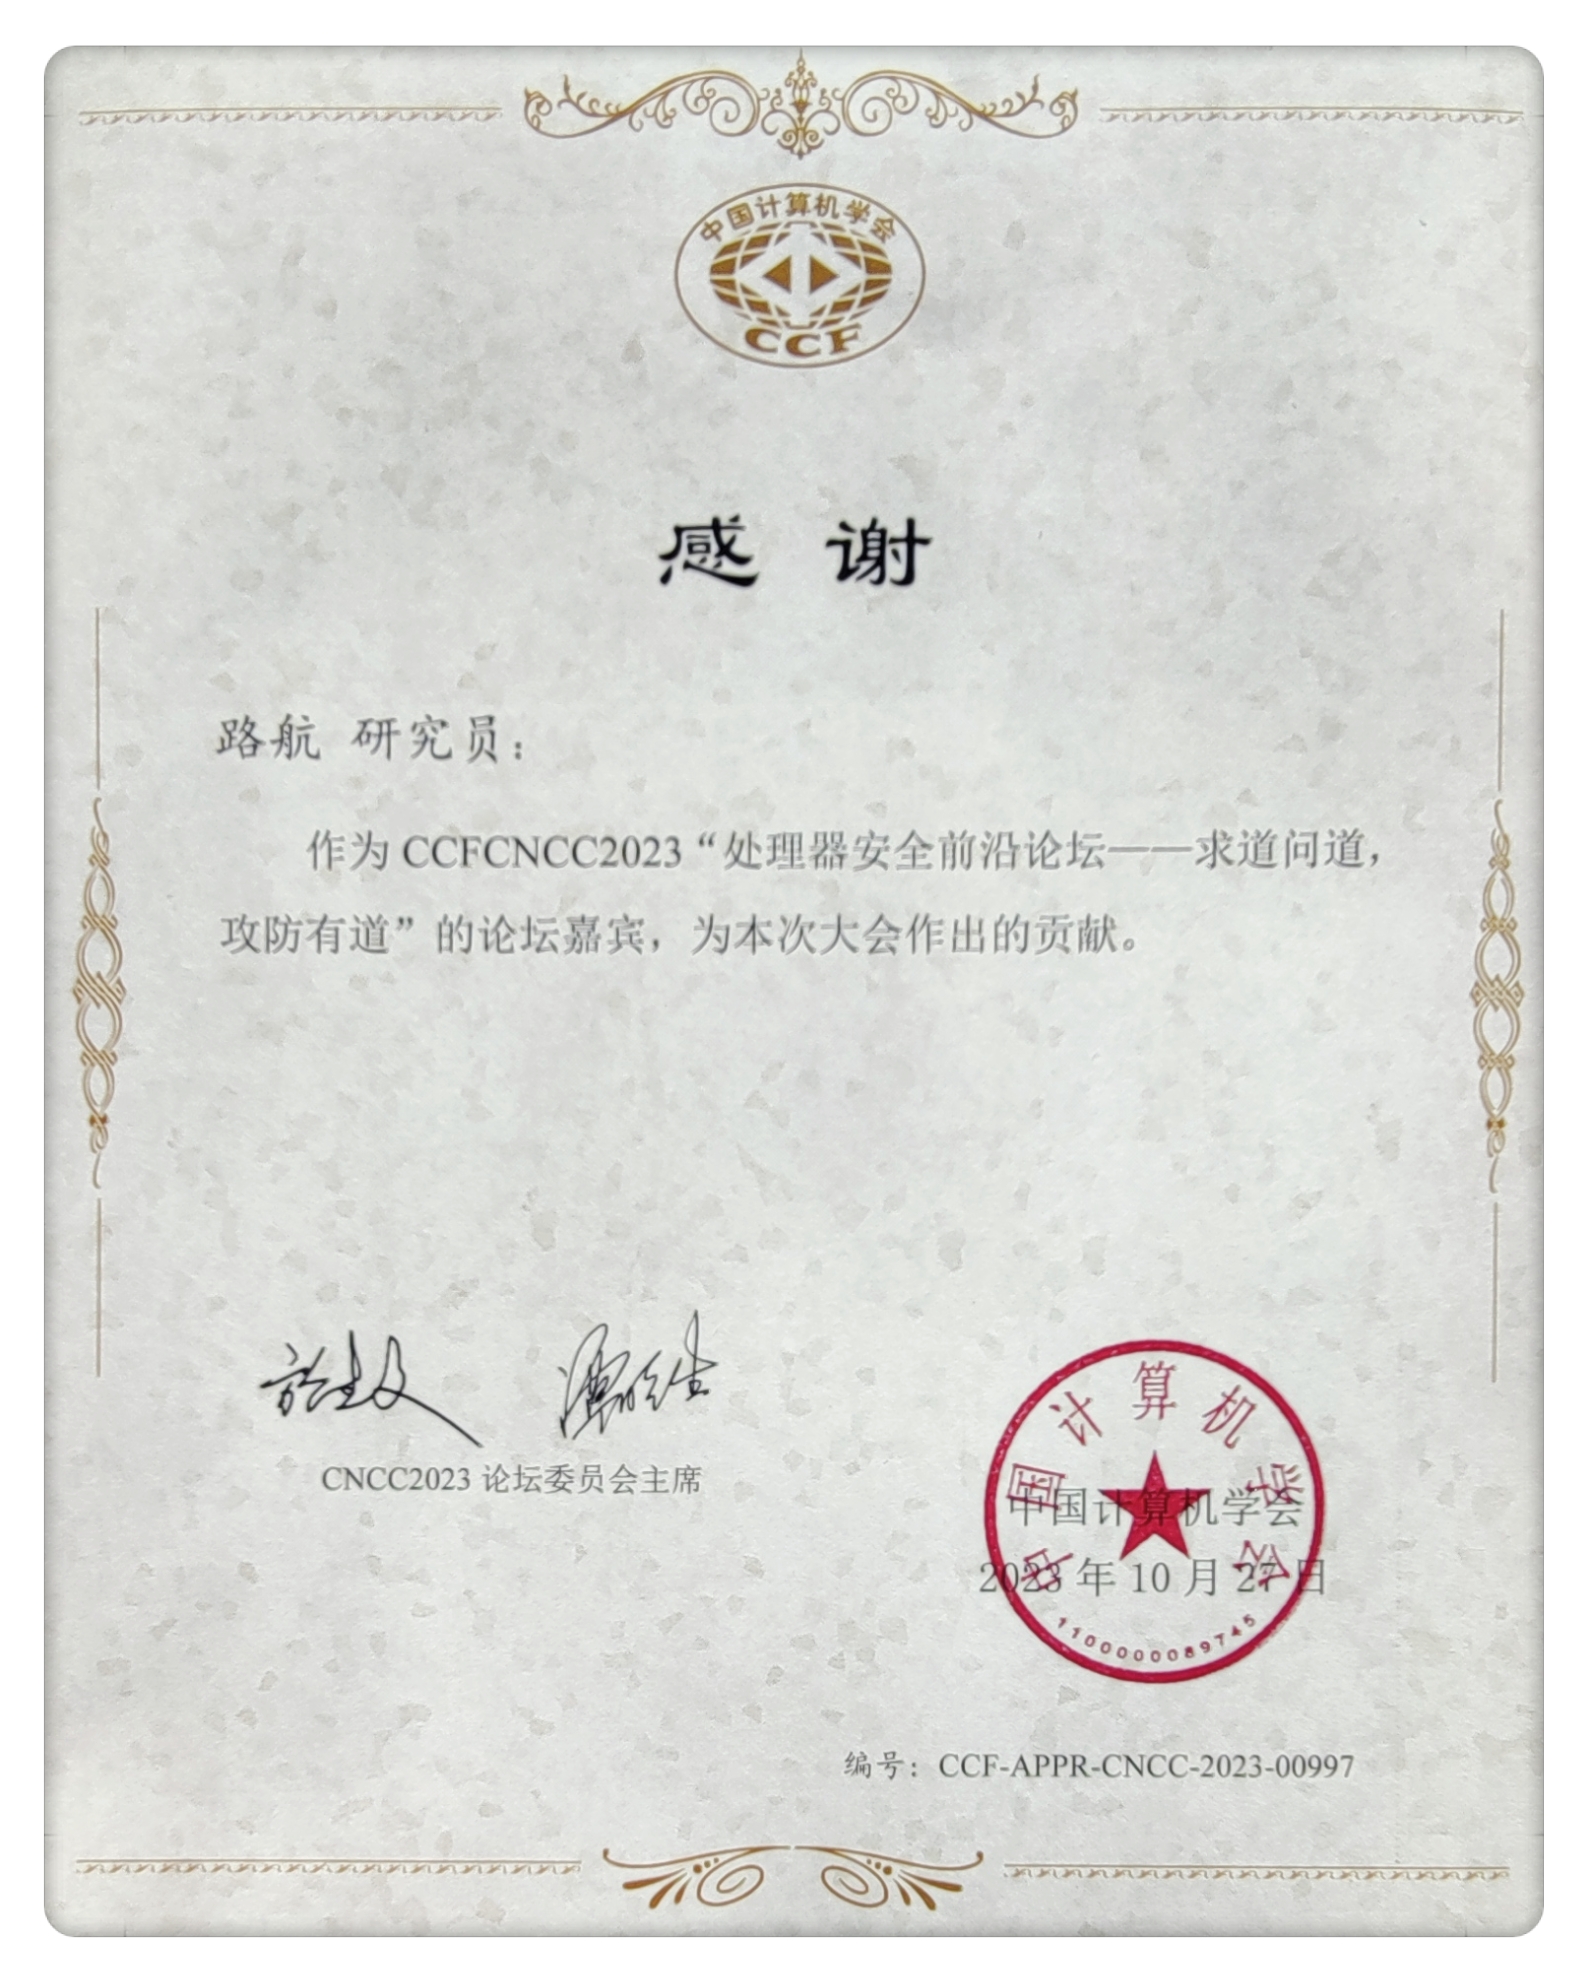 中国计算机学会
CCF
感 谢
路航 研究员：
作为 CCFCNCC2023“处理器安全前沿论坛——求道问道，
攻防有道”的论坛嘉宾，为本次大会作出的贡献。
CNCC2023 论坛委员会主席
中国计算机学会
中国计算机学会
2023 年 10 月 27 日
1100000089745
编号：CCF-APPR-CNCC-2023-00997